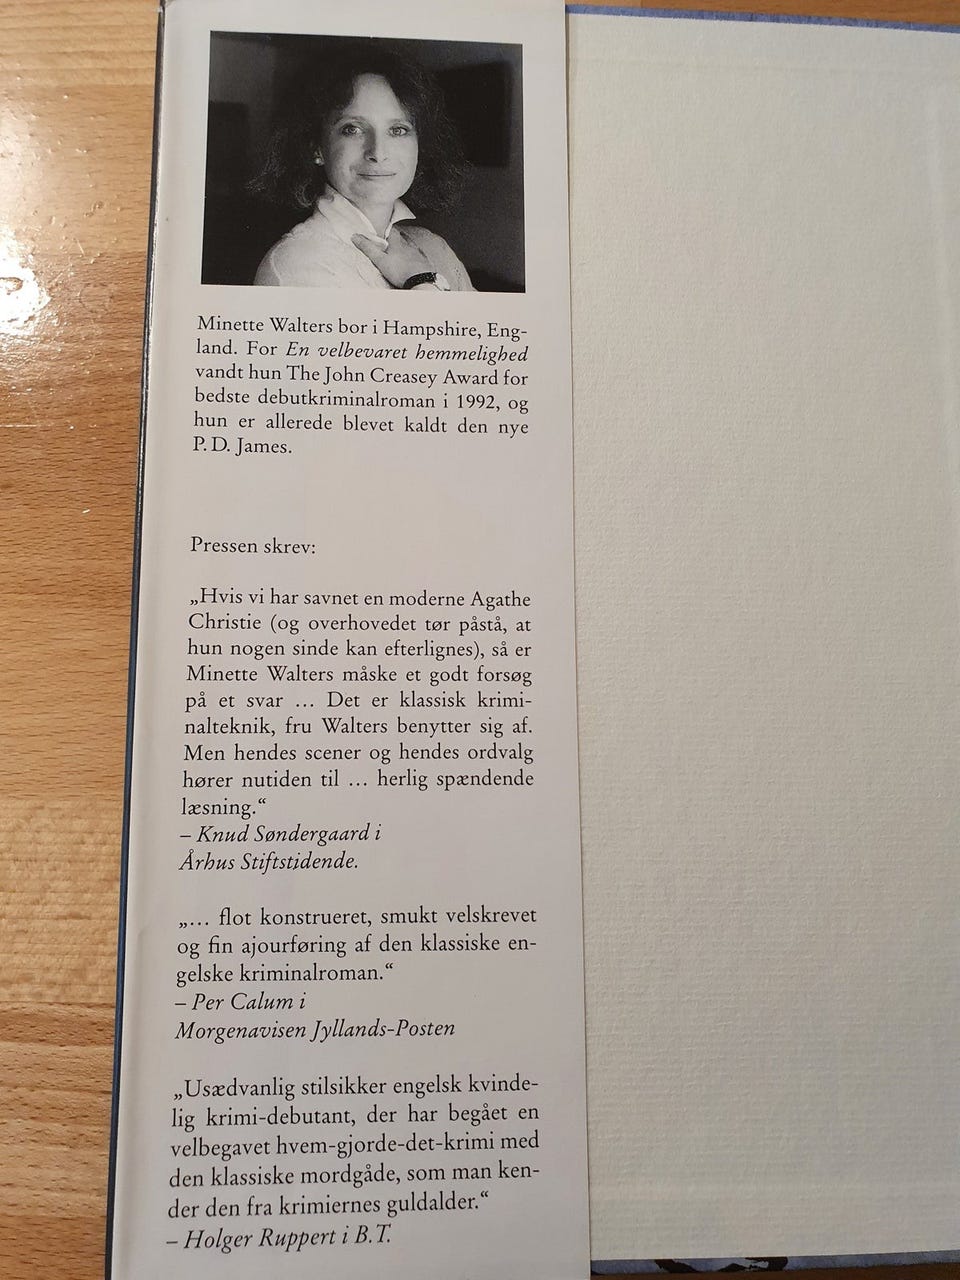 Minette Walters bor i Hampshire, Eng-
land. For En velbevaret hemmelighed
vandt hun The John Creasey Award for
bedste debutkriminalroman i 1992, og
hun er allerede blevet kaldt den nye
P. D. James.
Pressen skrev:
„Hvis vi har savnet en moderne Agathe
Christie (og overhovedet tør påstå, at
hun nogen sinde kan efterlignes), så er
Minette Walters måske et godt forsøg
på et svar ... Det er klassisk krimi-
nalteknik, fru Walters benytter sig af.
Men hendes scener og hendes ordvalg
hører nutiden til ... herlig spændende
læsning.“
– Knud Søndergaard i
Århus Stiftstidende.
„... flot konstrueret, smukt velskrevet
og fin ajourføring af den klassiske en-
gelske kriminalroman.“
– Per Calum i
Morgenavisen Jyllands-Posten
„Usædvanlig stilsikker engelsk kvinde-
lig krimi-debutant, der har begået en
velbegavet hvem-gjorde-det-krimi med
den klassiske mordgåde, som man ken-
der den fra krimiernes guldalder.“
– Holger Ruppert i B.T.